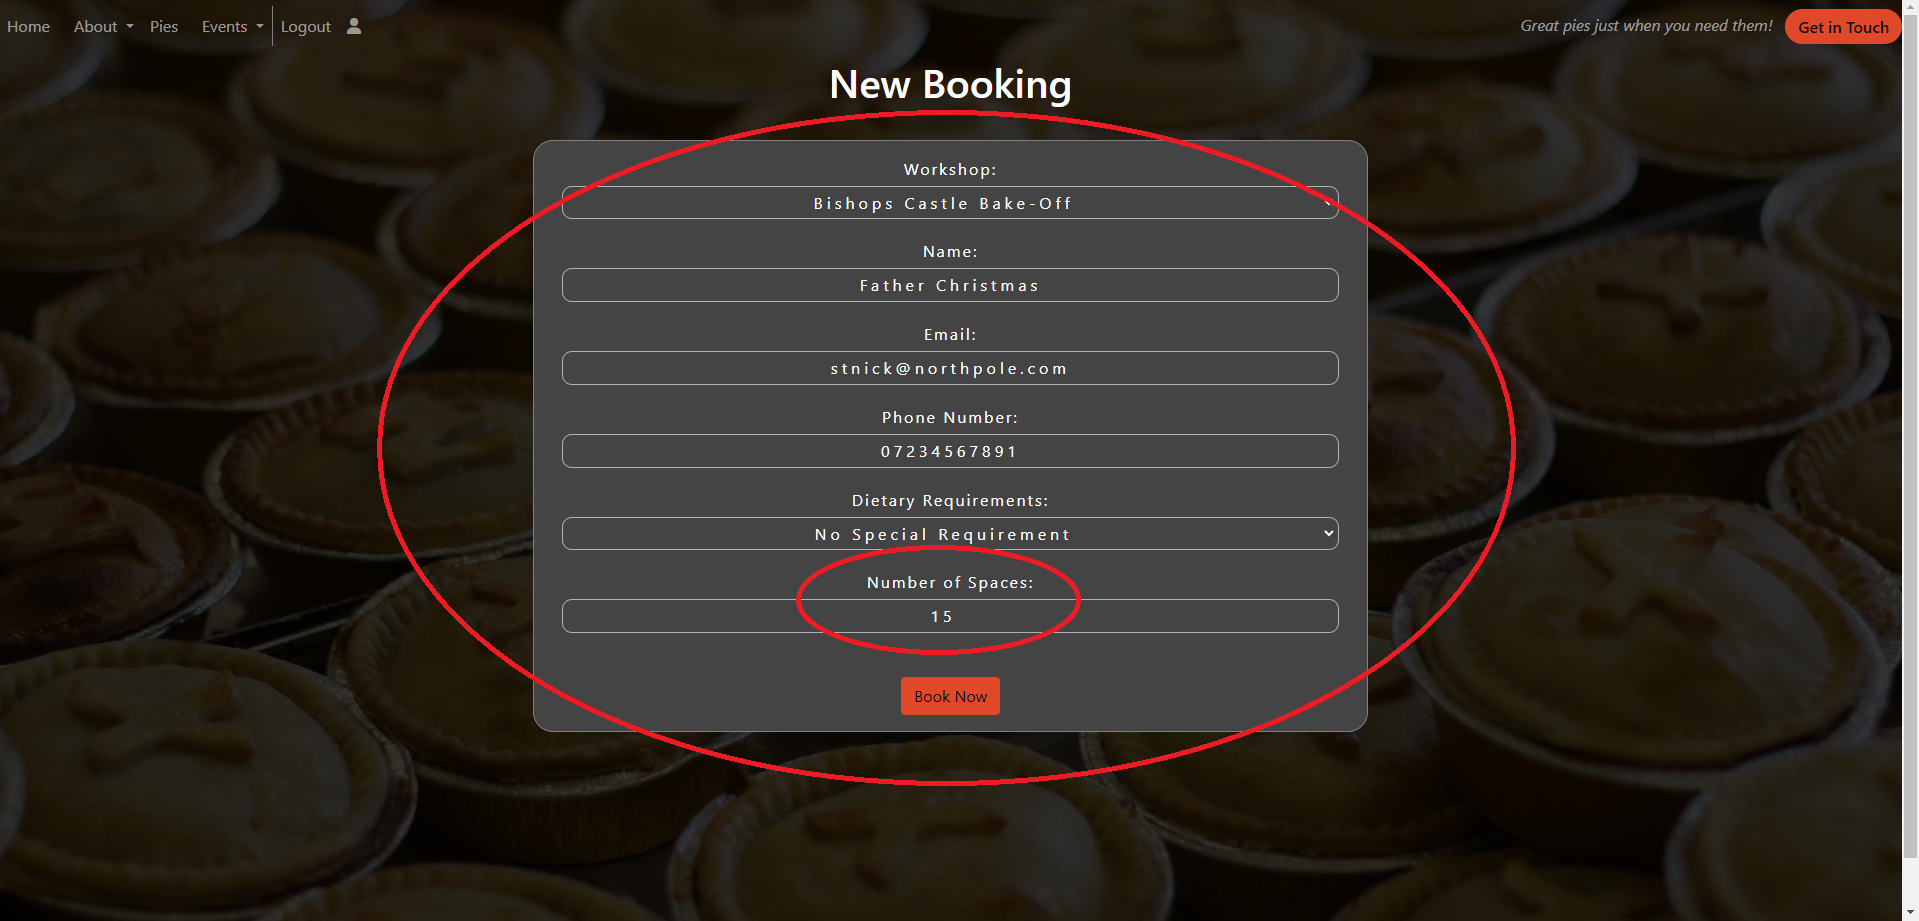 Home About Pies Events Logout Great pies just when you need them! Get in Touch
New Booking
Workshop:
Bishops Castle Bake-Off
Name:
Father Christmas
Email:
stnick@northpole.com
Phone Number:
07234567891
Dietary Requirements:
No Special Requirement
Number of Spaces:
15
Book Now